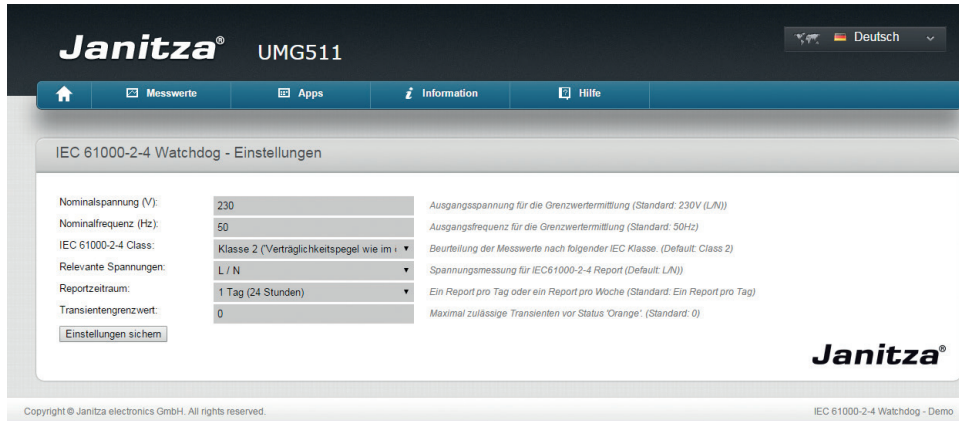 Janitza® UMG511
Deutsch
Messwerte Apps Information Hilfe
IEC 61000-2-4 Watchdog - Einstellungen
Nominalspannung (V): 230 Ausgangsspannung für die Grenzwertermittlung (Standard: 230V (L/N))
Nominalfrequenz (Hz): 50 Ausgangsfrequenz für die Grenzwertermittlung (Standard: 50Hz)
IEC 61000-2-4 Class: Klasse 2 ('Verträglichkeitspegel wie im Beurteilung der Messwerte nach folgender IEC Klasse. (Default: Class 2)
Relevante Spannungen: L / N Spannungsmessung für IEC61000-2-4 Report (Default: L/N))
Reportzeitraum: 1 Tag (24 Stunden) Ein Report pro Tag oder ein Report pro Woche (Standard: Ein Report pro Tag)
Transientengrenzwert: 0 Maximal zulässige Transienten vor Status 'Orange'. (Standard: 0)
Einstellungen sichern
Janitza®
Copyright © Janitza electronics GmbH. All rights reserved. IEC 61000-2-4 Watchdog - Demo